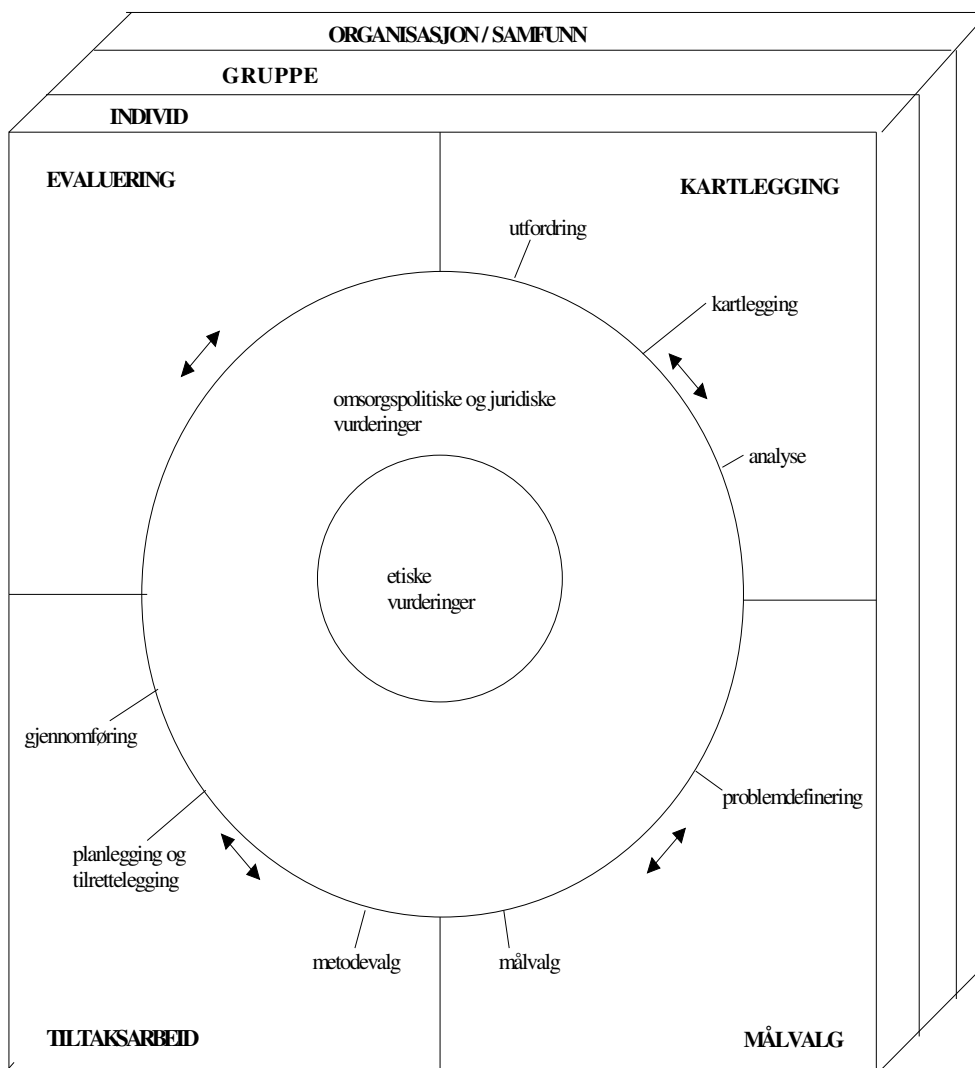 ORGANISASJON / SAMFUNN
GRUPPE
INDIVID
EVALUERING
KARTLEGGING
utfordring
kartlegging
omsorgspolitiske og juridiske
vurderinger
analyse
etiske
vurderinger
gjennomføring
problemdefinering
planlegging og
tilrettelegging
metodevalg
målvalg
TILTAKSARBEID
MÅLVALG